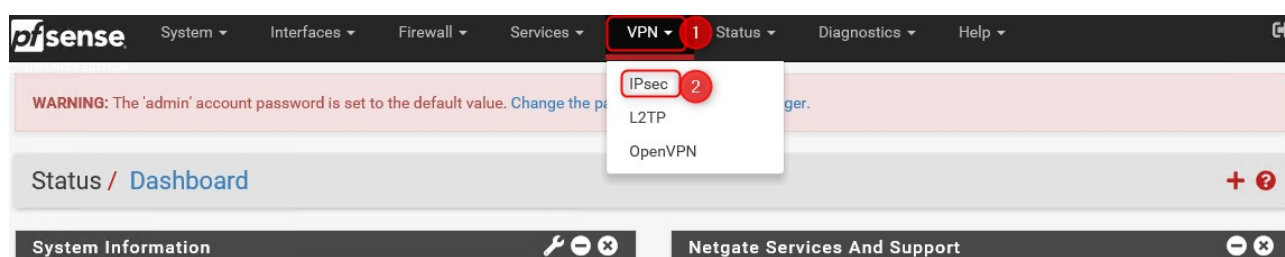 pfsense System Interfaces Firewall Services VPN 1 Status Diagnostics Help
IPsec 2
WARNING: The 'admin' account password is set to the default value. Change the ger.
L2TP
OpenVPN
Status / Dashboard
System Information Netgate Services And Support